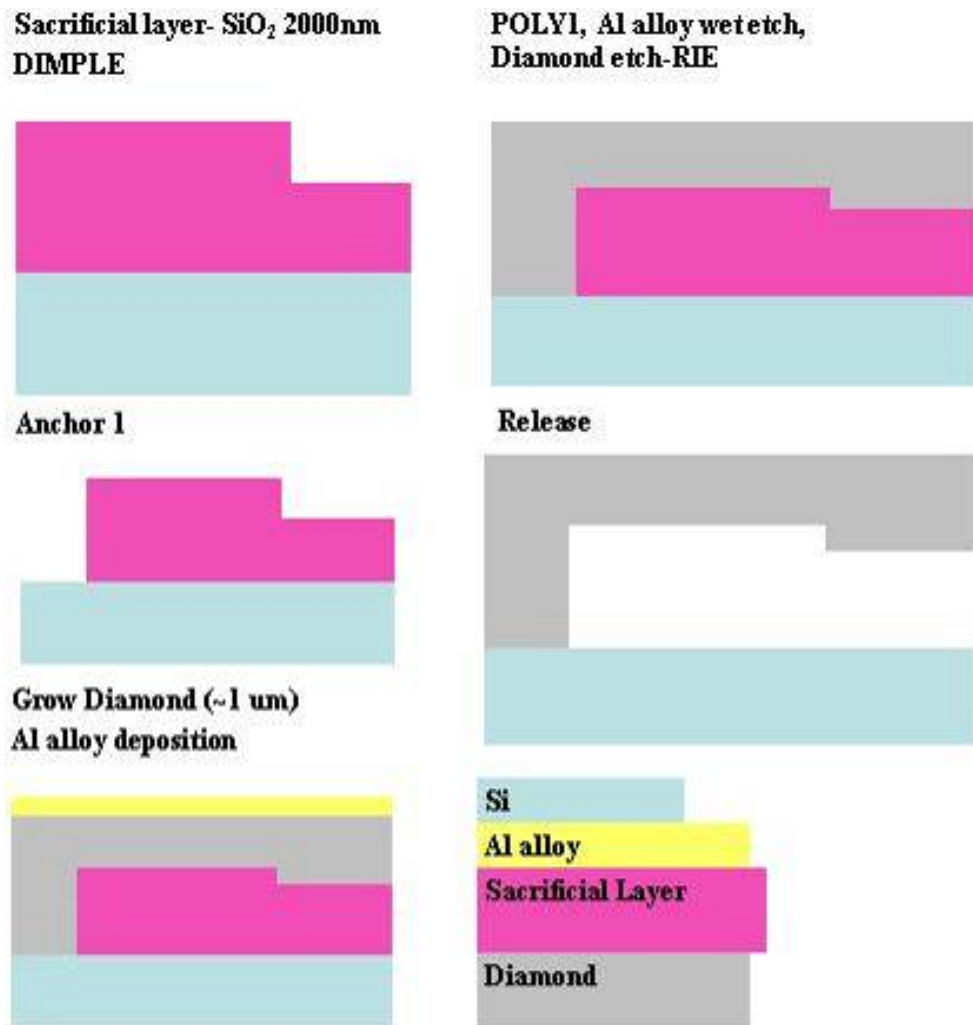 Sacrificial layer- SiO₂ 2000nm
DIMPLE
Anchor 1
Grow Diamond (~1 um)
Al alloy deposition
POLY1, Al alloy wet etch,
Diamond etch-RIE
Release
Si
Al alloy
Sacrificial Layer
Diamond